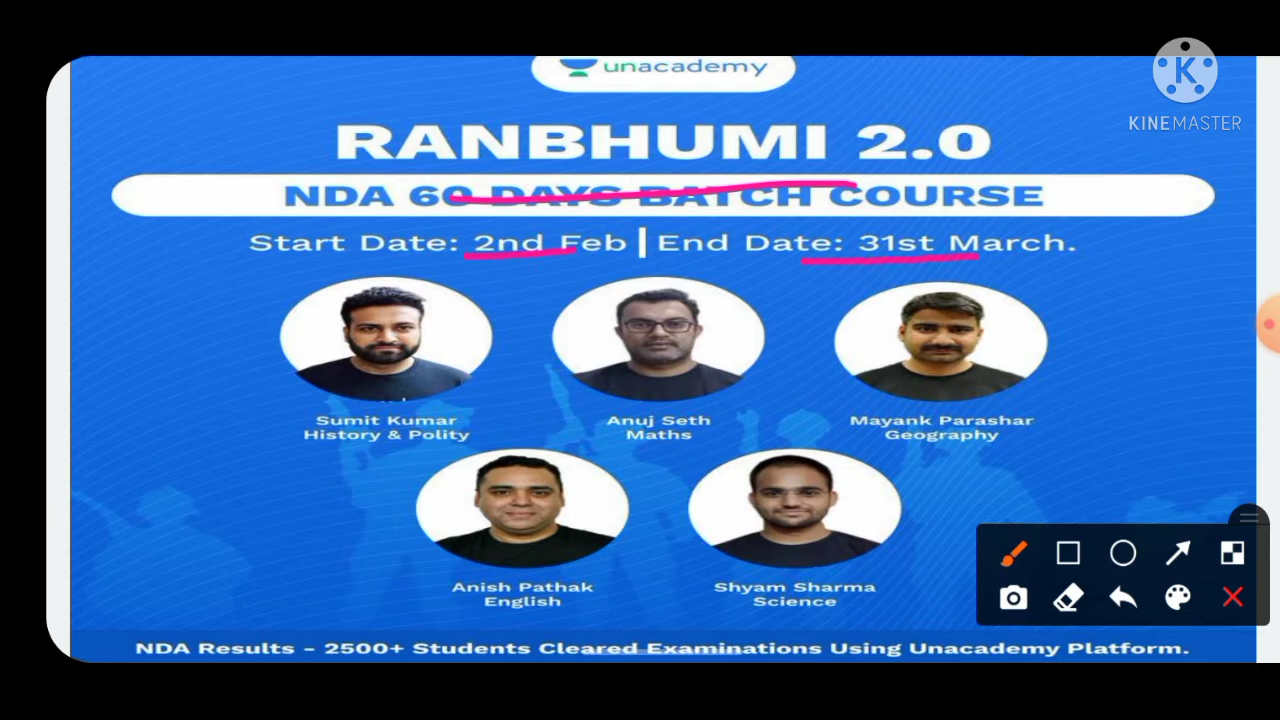 unacademy
KINEMASTER
RANBHUMI 2.0
NDA 60 DAYS BATCH COURSE
Start Date: 2nd Feb | End Date: 31st March.
Sumit Kumar
History & Polity
Anuj Seth
Maths
Mayank Parashar
Geography
Anish Pathak
English
Shyam Sharma
Science
NDA Results - 2500+ Students Cleared Examinations Using Unacademy Platform.